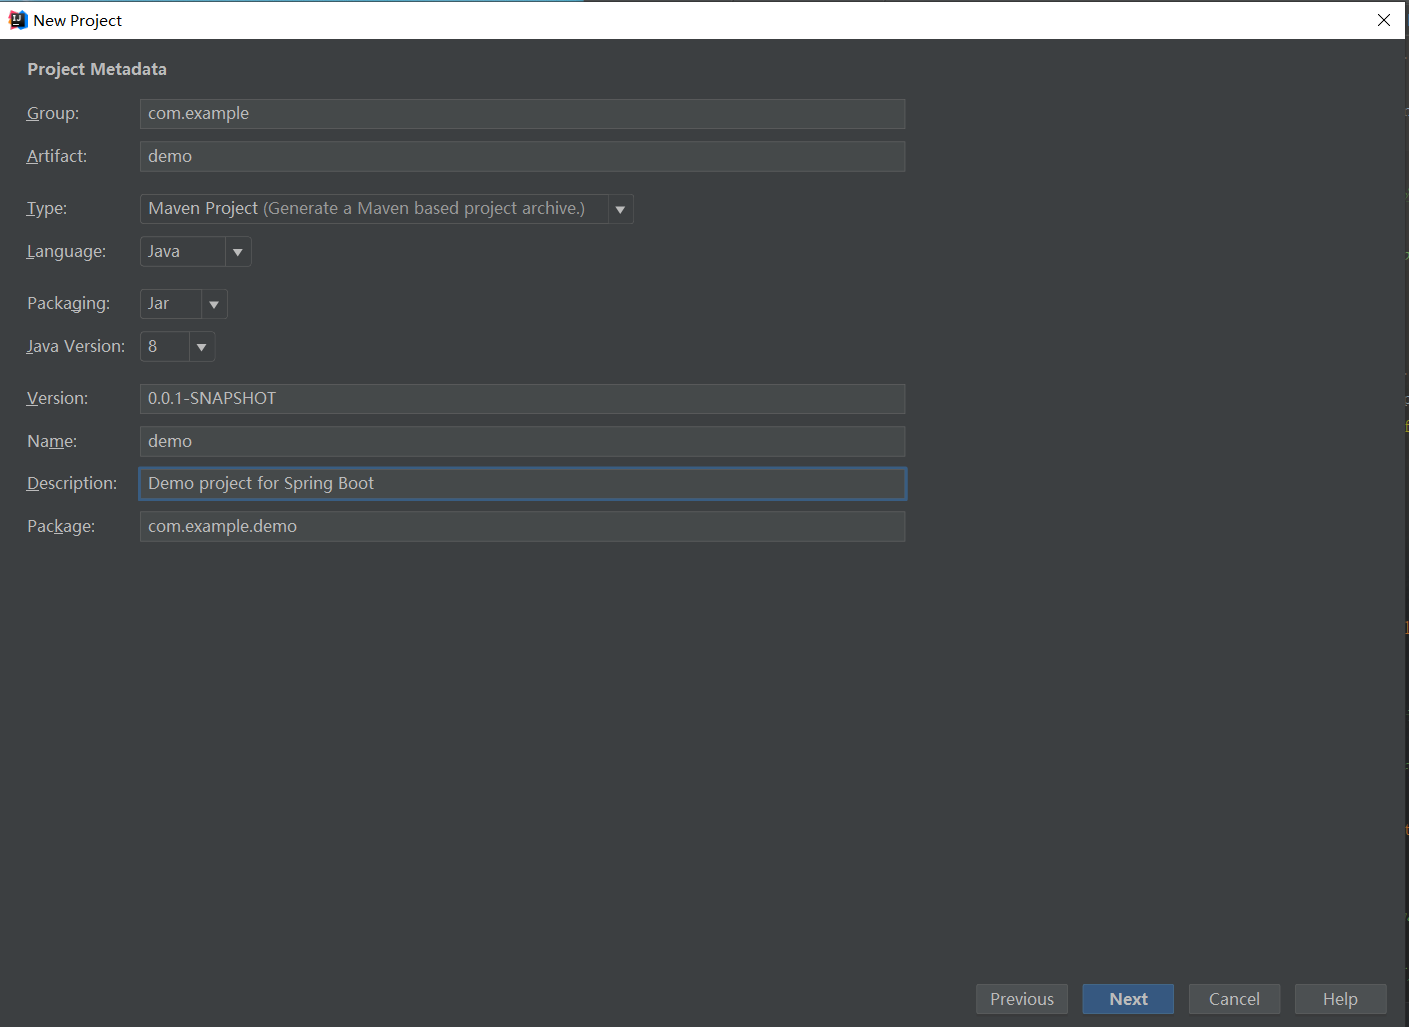 New Project
Project Metadata
Group: com.example
Artifact: demo
Type: Maven Project (Generate a Maven based project archive.)
Language: Java
Packaging: Jar
Java Version: 8
Version: 0.0.1-SNAPSHOT
Name: demo
Description: Demo project for Spring Boot
Package: com.example.demo
Previous Next Cancel Help